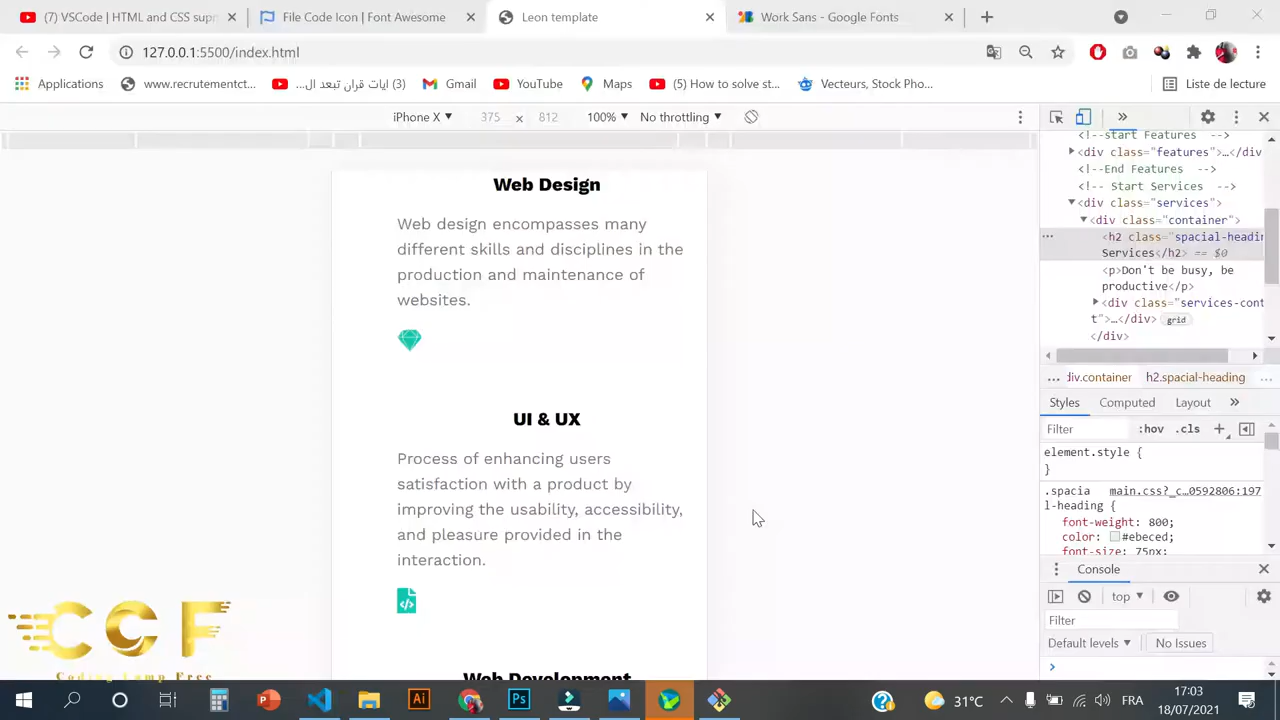 (7) VSCode | HTML and CSS supp
File Code Icon | Font Awesome
Leon template
Work Sans - Google Fonts
127.0.0.1:5500/index.html
Applications
www.recrutementct...
(3) ايات قران تبعد ال...
Gmail
YouTube
Maps
(5) How to solve st...
Vecteurs, Stock Pho...
Liste de lecture
iPhone X ▼
375 × 812
100% ▼
No throttling ▼
<!--start Features -->
<div class="features">…</div
<!--End Features -->
<!-- Start Services -->
<div class="services">
<div class="container">
<h2 class="spacial-headin
Services</h2> == $0
<p>Don't be busy, be
productive</p>
<div class="services-con
t">…</div> grid
</div>
... div.container h2.spacial-heading ...
Styles Computed Layout
Filter :hov .cls +
element.style {
}
.spacia main.css?_c…0592806:197
l-heading {
font-weight: 800;
color: #ebeced;
font-size: 75px;
Console
top ▼
Filter
Default levels ▼ No Issues
Web Design
Web design encompasses many
different skills and disciplines in the
production and maintenance of
websites.
UI & UX
Process of enhancing users
satisfaction with a product by
improving the usability, accessibility,
and pleasure provided in the
interaction.
Web Development
CCF
Coding Camp Free
31°C
FRA
17:03
18/07/2021